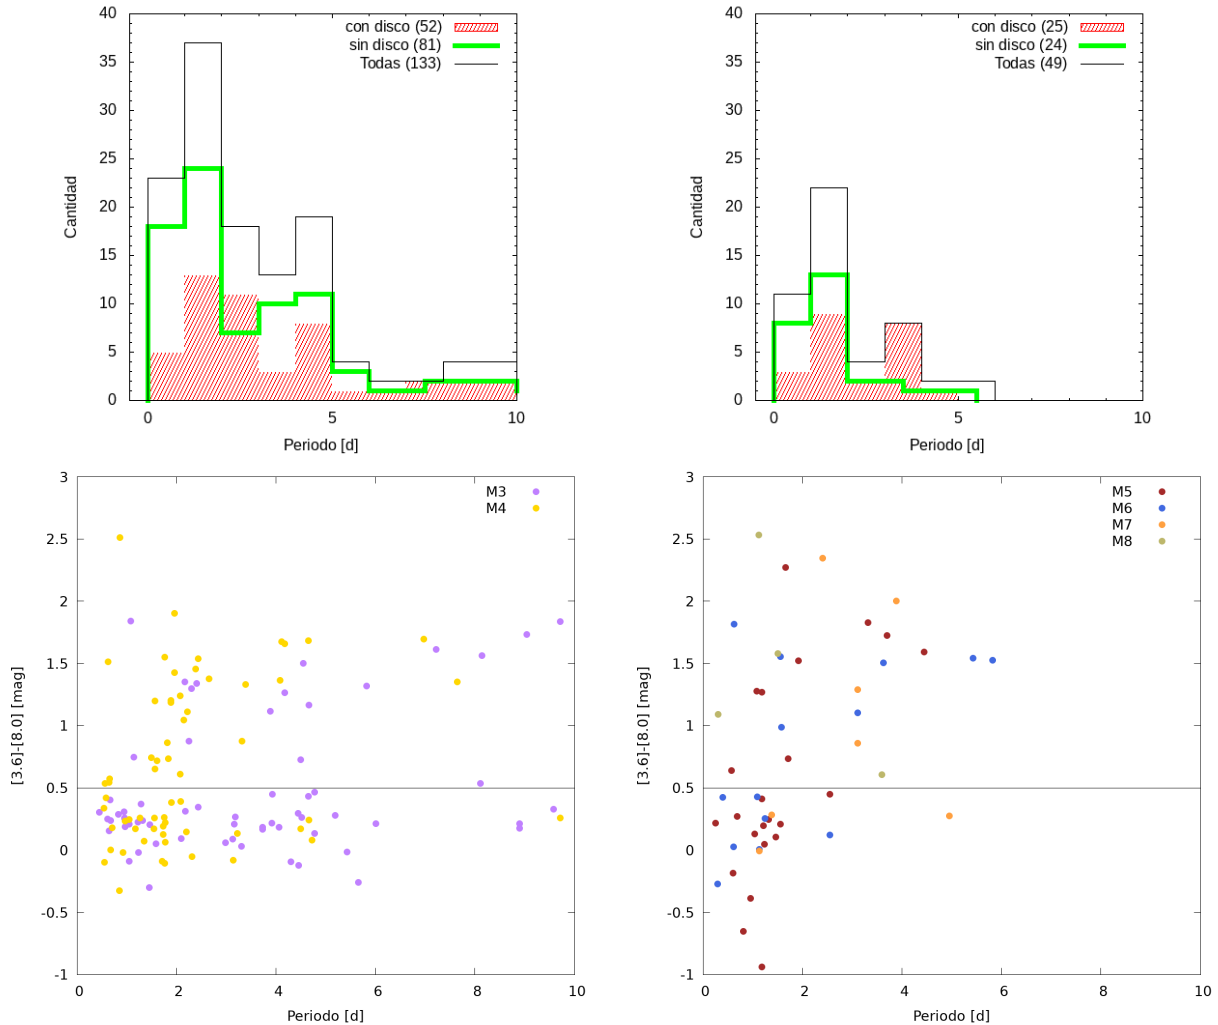 40
35
30
25
20
15
10
5
0
Cantidad
con disco (52)
sin disco (81)
Todas (133)
0 5 10
Periodo [d]
40
35
30
25
20
15
10
5
0
Cantidad
con disco (25)
sin disco (24)
Todas (49)
0 5 10
Periodo [d]
3
2.5
2
1.5
1
0.5
0
-0.5
-1
[3.6]-[8.0] [mag]
M3
M4
0 2 4 6 8 10
Periodo [d]
3
2.5
2
1.5
1
0.5
0
-0.5
-1
[3.6]-[8.0] [mag]
M5
M6
M7
M8
0 2 4 6 8 10
Periodo [d]